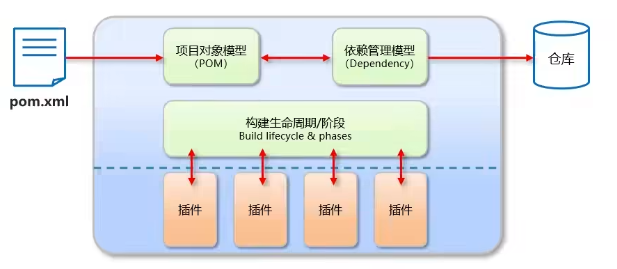 pom.xml
项目对象模型
（POM）
依赖管理模型
（Dependency）
仓库
构建生命周期/阶段
Build lifecycle & phases
插件
插件
插件
插件